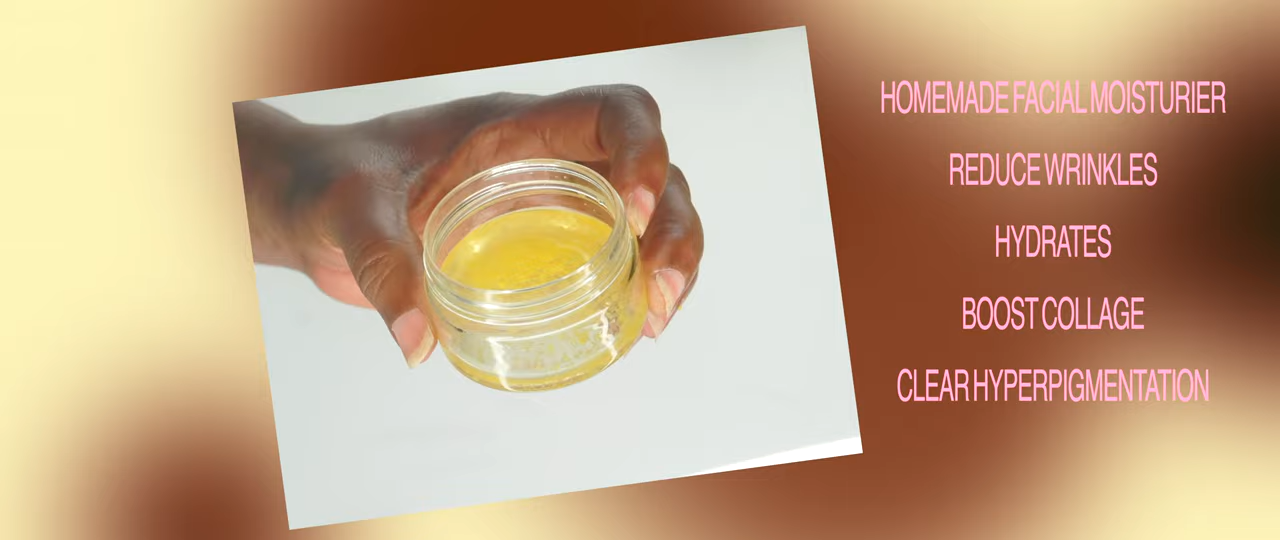 HOMEMADE FACIAL MOISTURIER
REDUCE WRINKLES
HYDRATES
BOOST COLLAGE
CLEAR HYPERPIGMENTATION